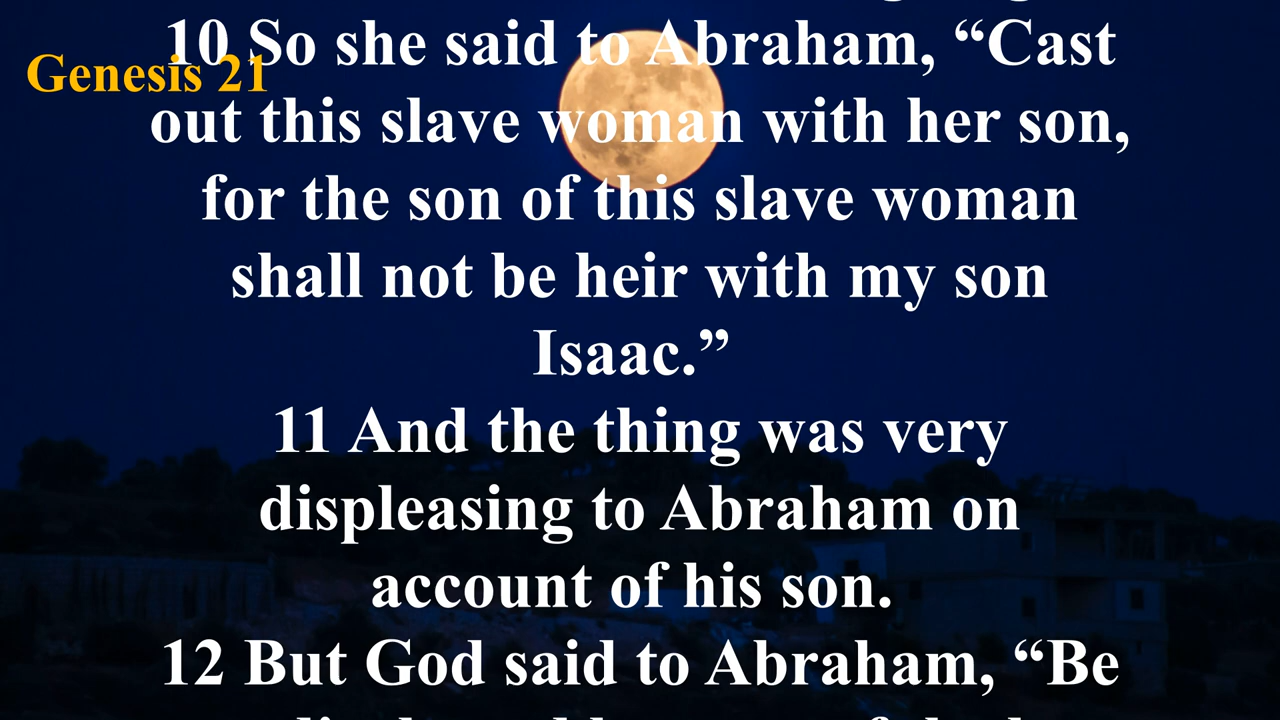 10 So she said to Abraham, “Cast
Genesis 21
out this slave woman with her son,
for the son of this slave woman
shall not be heir with my son
Isaac.”
11 And the thing was very
displeasing to Abraham on
account of his son.
12 But God said to Abraham, “Be